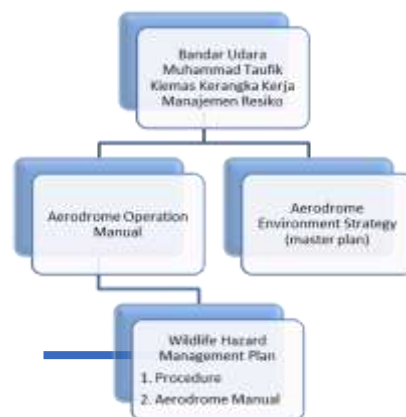 Bandar Udara
Muhammad Taufik
Kiemas Kerangka Kerja
Manajemen Resiko
Aerodrome Operation
Manual
Aerodrome
Environment Strategy
(master plan)
Wildlife Hazard
Management Plan
1. Procedure
2. Aerodrome Manual